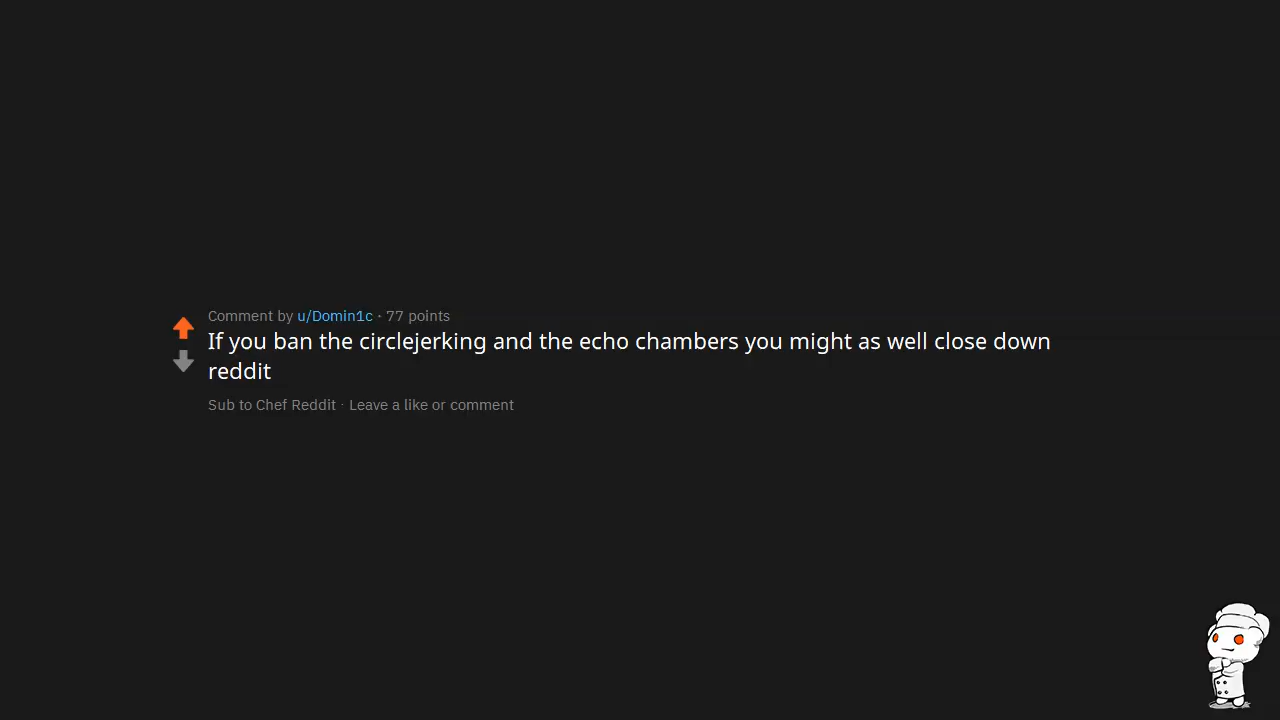 Comment by u/Domin1c · 77 points
If you ban the circlejerking and the echo chambers you might as well close down
reddit
Sub to Chef Reddit · Leave a like or comment